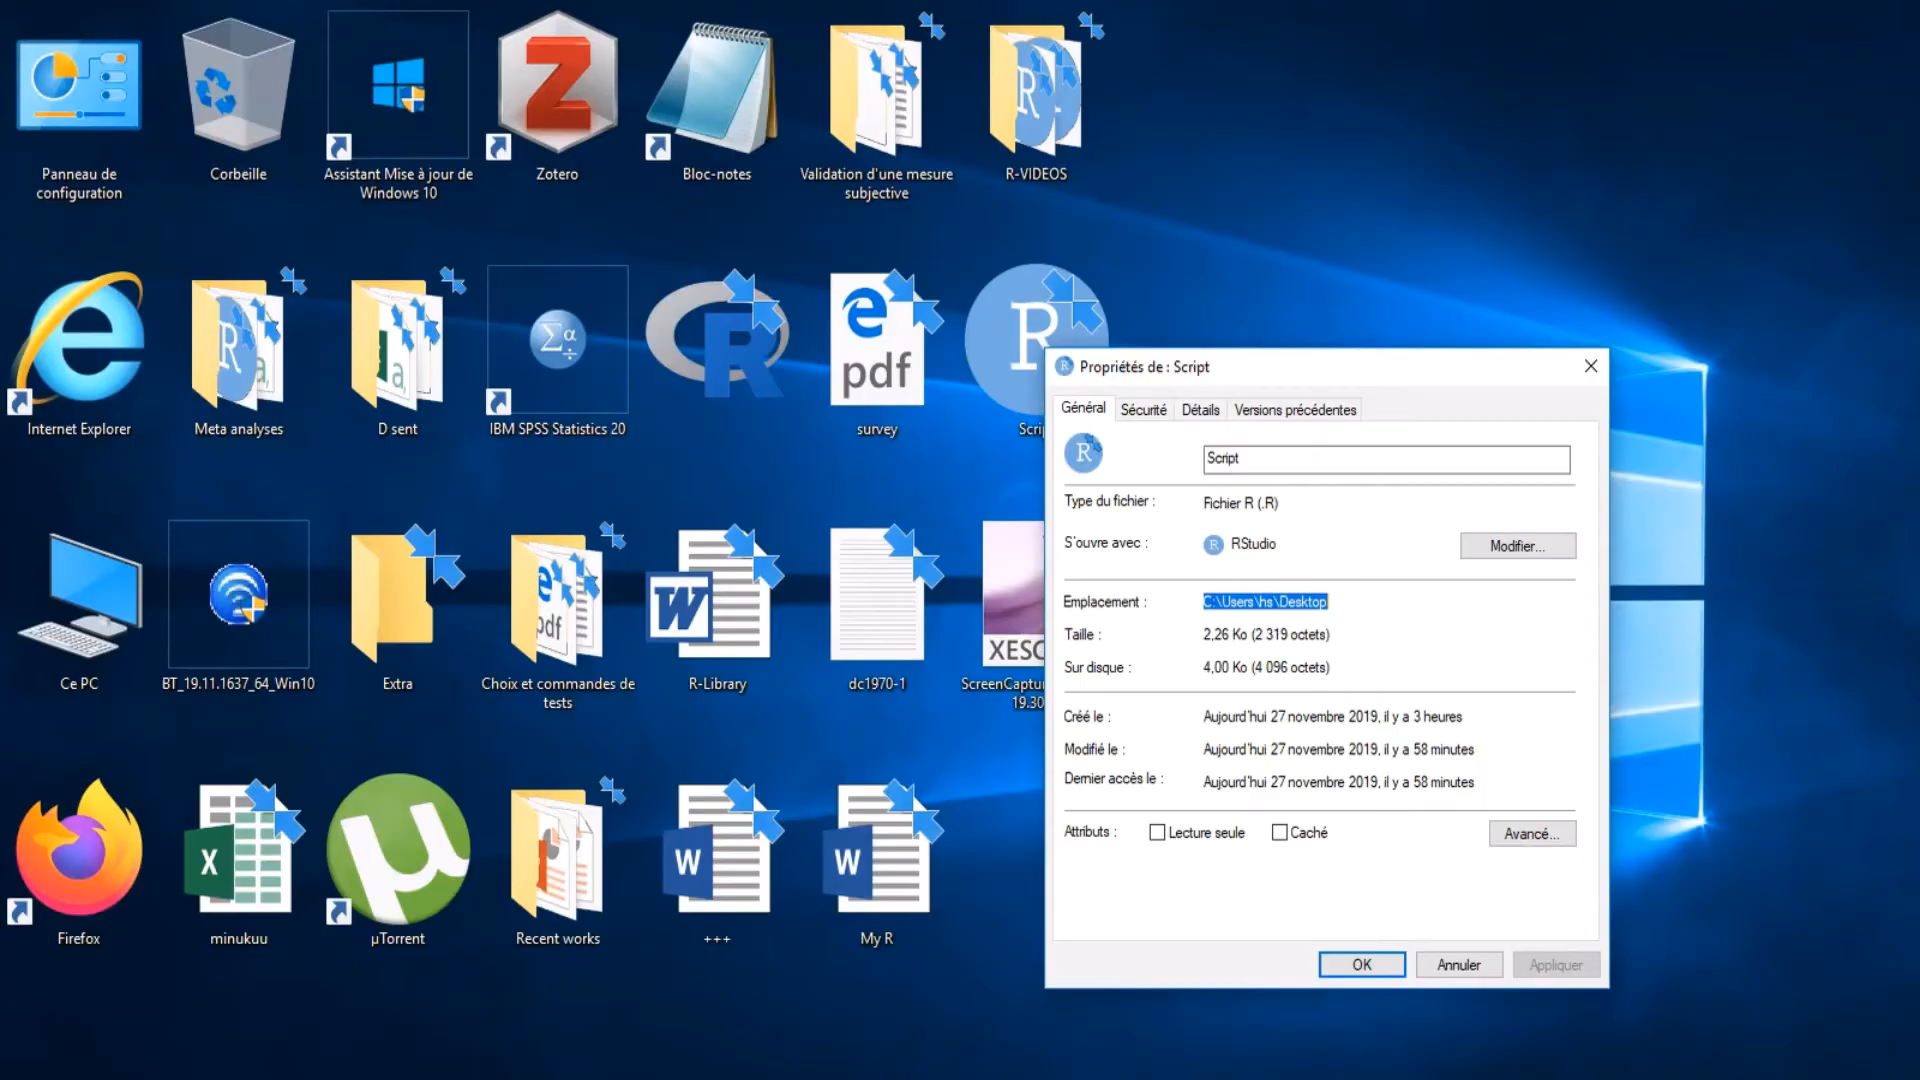 Panneau de
configuration
Corbeille
Assistant Mise à jour de
Windows 10
Zotero
Bloc-notes
Validation d'une mesure
subjective
R-VIDEOS
Internet Explorer
Meta analyses
D sent
IBM SPSS Statistics 20
pdf
survey
R
Ce PC
BT_19.11.1637_64_Win10
Extra
pdf
Choix et commandes de
tests
W
R-Library
dc1970-1
XESC
19.30
Firefox
X
minukuu
µ
µTorrent
Recent works
W
+++
W
My R
Propriétés de : Script
Général
Sécurité
Détails
Versions précédentes
Script
Type du fichier :
Fichier R (.R)
S'ouvre avec :
RStudio
Modifier...
Emplacement :
C:\Users\hs\Desktop
Taille :
2,26 Ko (2 319 octets)
Sur disque :
4,00 Ko (4 096 octets)
Créé le :
Aujourd'hui 27 novembre 2019, il y a 3 heures
Modifié le :
Aujourd'hui 27 novembre 2019, il y a 58 minutes
Dernier accès le :
Aujourd'hui 27 novembre 2019, il y a 58 minutes
Attributs :
Lecture seule
Caché
Avancé...
OK
Annuler
Appliquer